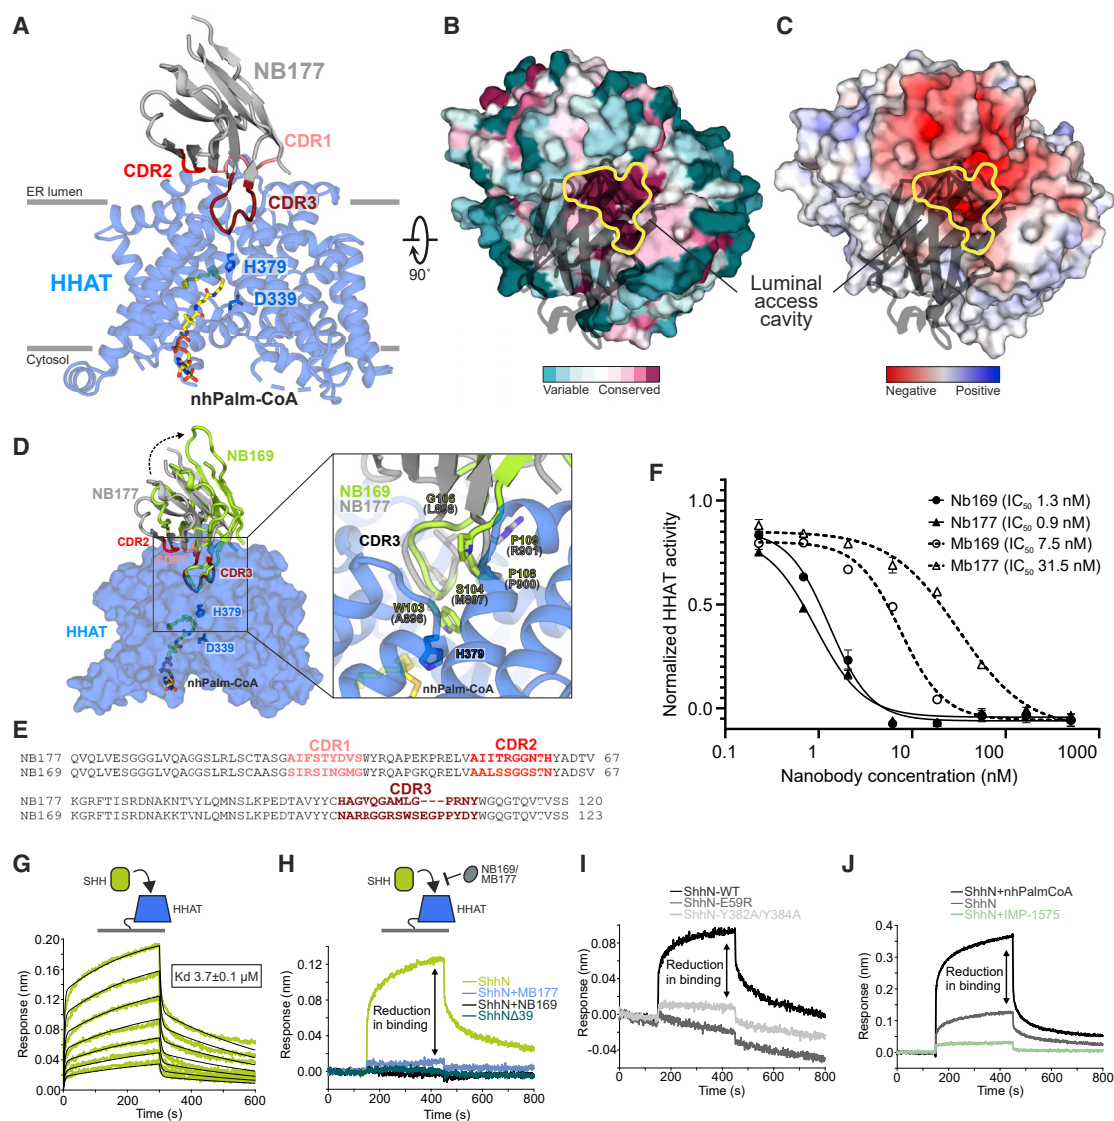 A
NB177
CDR1
CDR2
CDR3
ER lumen
HHAT
H379
D339
Cytosol
nhPalm-CoA
90°
B
Variable Conserved
Luminal
access
cavity
C
Negative Positive
D
NB169
NB177
CDR2
CDR1
CDR3
HHAT
H379
D339
nhPalm-CoA
NB169
NB177
G106
(L898)
CDR3
P109
(R901)
P108
(P900)
S104
(M897)
W103
(A896)
H379
nhPalm-CoA
E
CDR1 CDR2
NB177 QVQLVESGGGLVQAGGSLRLSCTASGAIFSTYDVSWYRQAPEKPRELVAIITRGGNTHYADTV 67
NB169 QVQLVESGGGLVQPGGSLRLSCAASGSIRSINGMGWYRQAPGKQRELVAALSSGGSTNYADSV 67
CDR3
NB177 KGRFTISRDNAKNTVYLQMNSLKPEDTAVYYCHAGVQGAMLG---PRNYWGQGTQVTVSS 120
NB169 KGRFTISRDNAKKTVNLQMNSLKPEDTAVYYCNARRGGRSWSEGPPYDYWGQGTQVTVSS 123
F
Normalized HHAT activity
1.0
0.5
0.0
0.1 1 10 100 1000
Nanobody concentration (nM)
Nb169 (IC50 1.3 nM)
Nb177 (IC50 0.9 nM)
Mb169 (IC50 7.5 nM)
Mb177 (IC50 31.5 nM)
G
SHH
HHAT
Response (nm)
0.20
0.16
0.12
0.08
0.04
0.00
Kd 3.7±0.1 µM
0 200 400 600
Time (s)
H
SHH
NB169/
MB177
HHAT
Response (nm)
0.16
0.12
0.08
0.04
0.0
Reduction
in binding
ShhN
ShhN+MB177
ShhN+NB169
ShhNΔ39
0 200 400 600 800
Time (s)
I
ShhN-WT
ShhN-E59R
ShhN-Y382A/Y384A
Response (nm)
0.08
0.04
0.0
-0.04
Reduction
in binding
0 200 400 600 800
Time (s)
J
ShhN+nhPalmCoA
ShhN
ShhN+IMP-1575
Response (nm)
0.4
0.3
0.2
0.1
0.0
Reduction
in binding
0 200 400 600 800
Time (s)